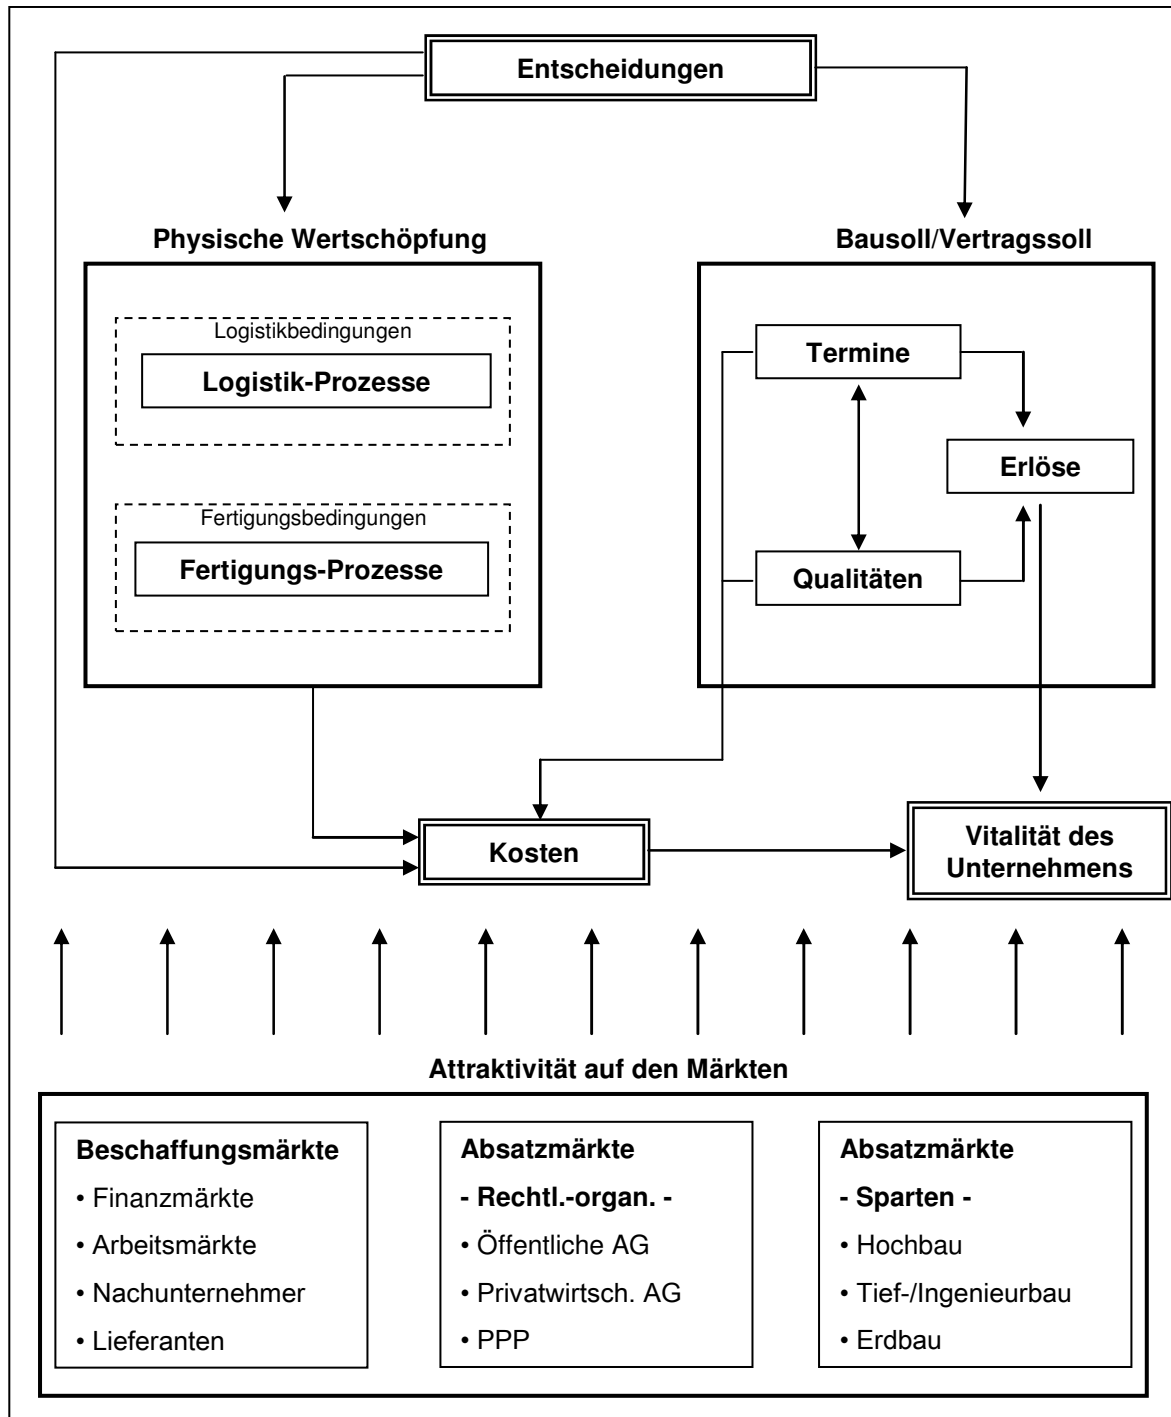 Entscheidungen
Physische Wertschöpfung
Logistikbedingungen
Logistik-Prozesse
Fertigungsbedingungen
Fertigungs-Prozesse
Bausoll/Vertragssoll
Termine
Erlöse
Qualitäten
Kosten
Vitalität des
Unternehmens
Attraktivität auf den Märkten
Beschaffungsmärkte
• Finanzmärkte
• Arbeitsmärkte
• Nachunternehmer
• Lieferanten
Absatzmärkte
- Rechtl.-organ. -
• Öffentliche AG
• Privatwirtsch. AG
• PPP
Absatzmärkte
- Sparten -
• Hochbau
• Tief-/Ingenieurbau
• Erdbau